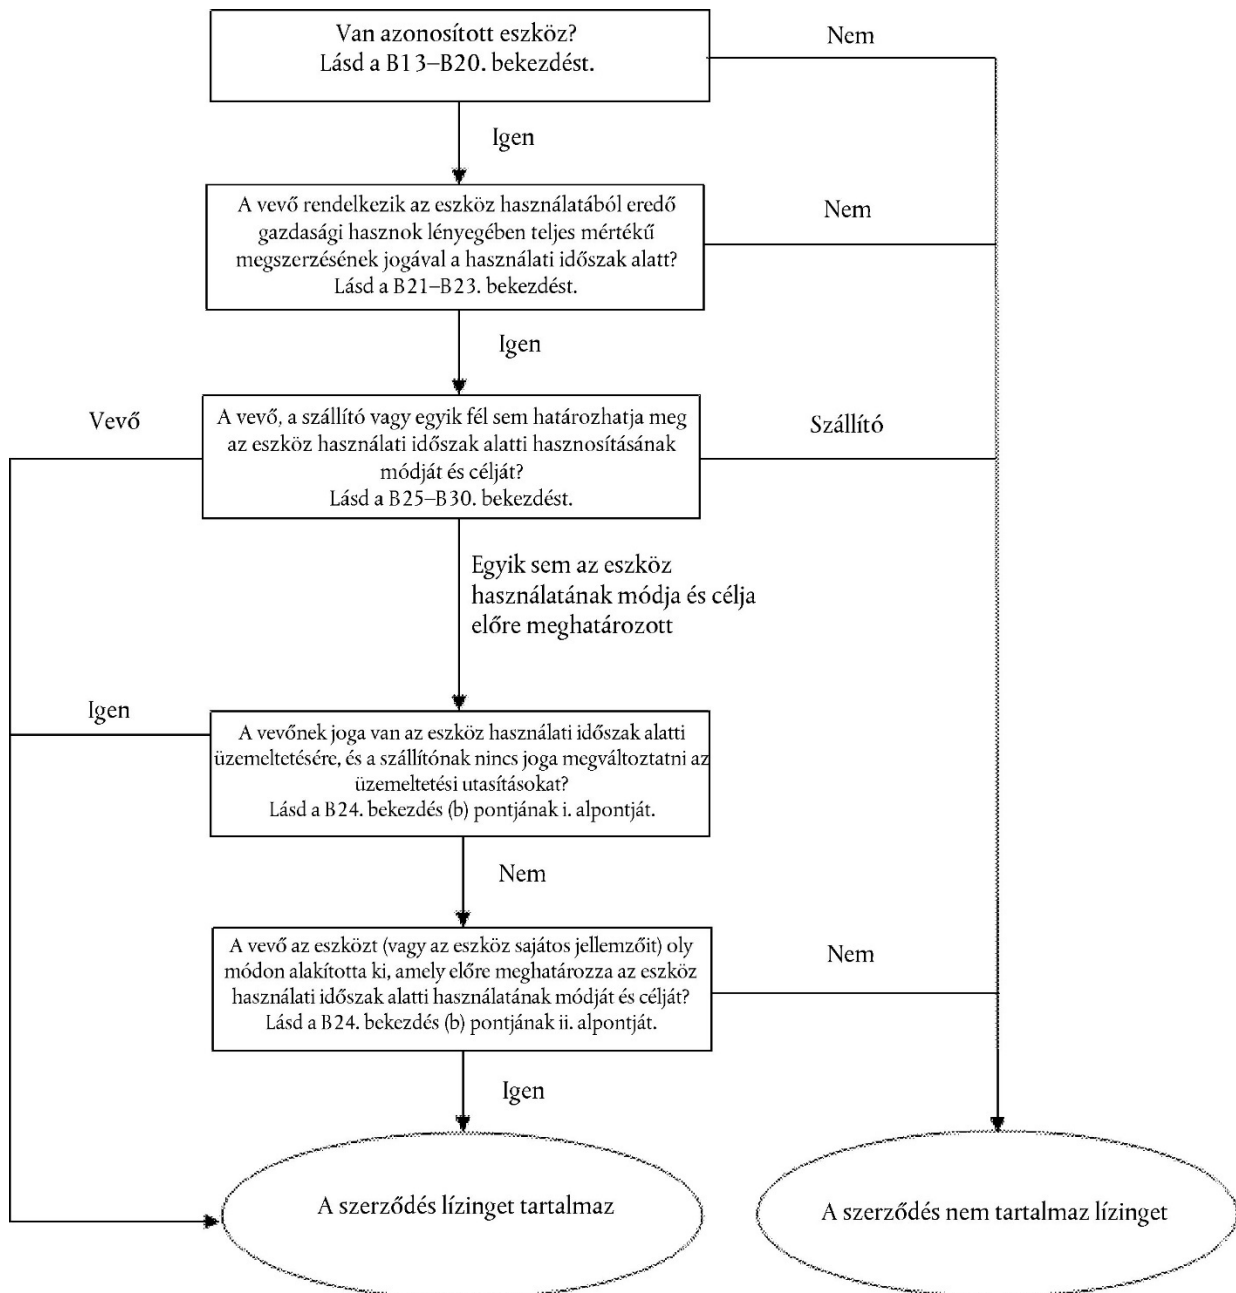 Van azonosított eszköz?
Lásd a B13–B20. bekezdést.
Nem
Igen
A vevő rendelkezik az eszköz használatából eredő
gazdasági hasznok lényegében teljes mértékű
megszerzésének jogával a használati időszak alatt?
Lásd a B21–B23. bekezdést.
Nem
Igen
Vevő
A vevő, a szállító vagy egyik fél sem határozhatja meg
az eszköz használati időszak alatti hasznosításának
módját és célját?
Lásd a B25–B30. bekezdést.
Szállító
Egyik sem az eszköz
használatának módja és célja
előre meghatározott
Igen
A vevőnek joga van az eszköz használati időszak alatti
üzemeltetésére, és a szállítónak nincs joga megváltoztatni az
üzemeltetési utasításokat?
Lásd a B24. bekezdés (b) pontjának i. alpontját.
Nem
A vevő az eszközt (vagy az eszköz sajátos jellemzőit) oly
módon alakította ki, amely előre meghatározza az eszköz
használati időszak alatti használatának módját és célját?
Lásd a B24. bekezdés (b) pontjának ii. alpontját.
Nem
Igen
A szerződés lízinget tartalmaz
A szerződés nem tartalmaz lízinget